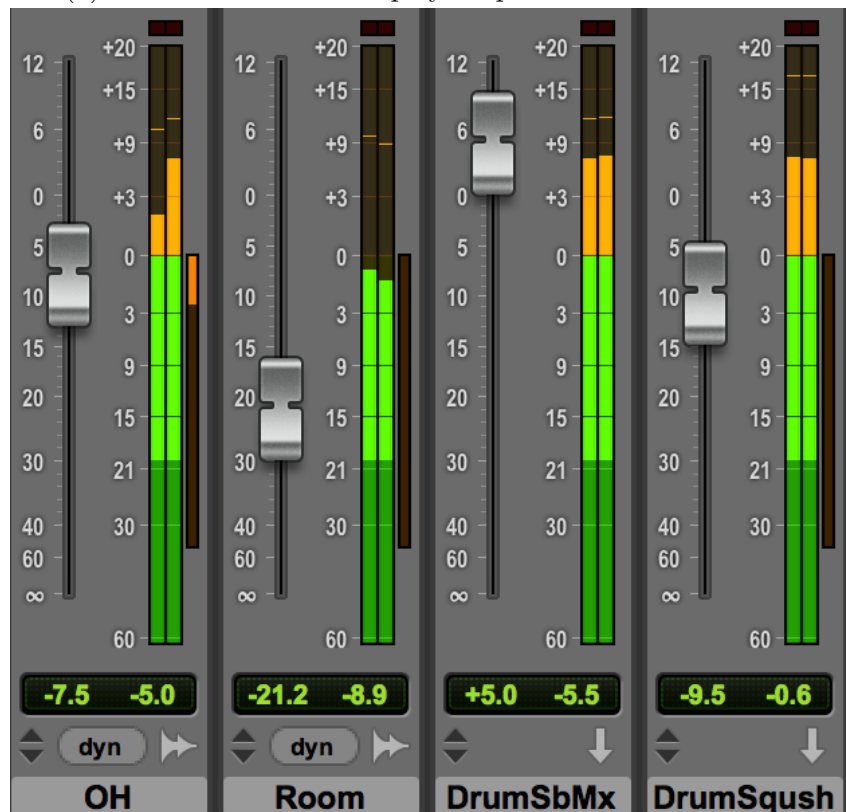 +20 +20 +20 +20
12 12 12 12
+15 +15 +15 +15
6 6 6 6
+9 +9 +9 +9
0 +3 0 +3 0 +3 0 +3
5 0 5 0 5 0 5 0
10 10 10 10
3 3 3 3
15 15 15 15
9 9 9 9
20 20 20 20
15 15 15 15
30 21 30 21 30 21 30 21
40 30 40 30 40 30 40 30
60 60 60 60
∞ ∞ ∞ ∞
60 60 60 60
-7.5 -5.0 -21.2 -8.9 +5.0 -5.5 -9.5 -0.6
dyn dyn
OH Room DrumSbMx DrumSqush